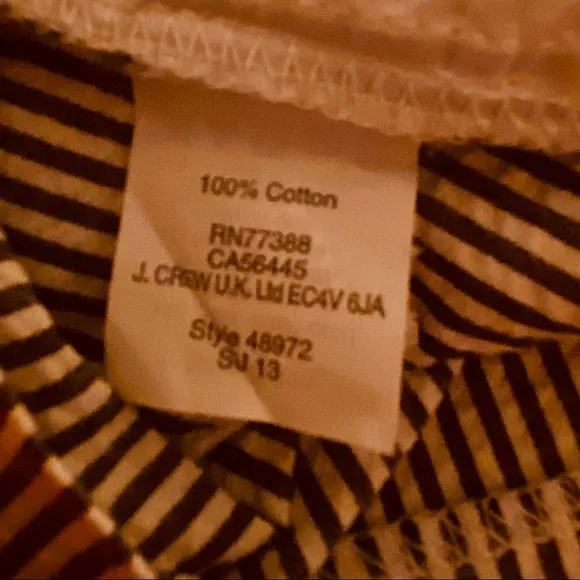 100% Cotton
RN77388
CA56445
J. CREW U.K. Ltd EC4V 6JA
Style 48972
SU 13